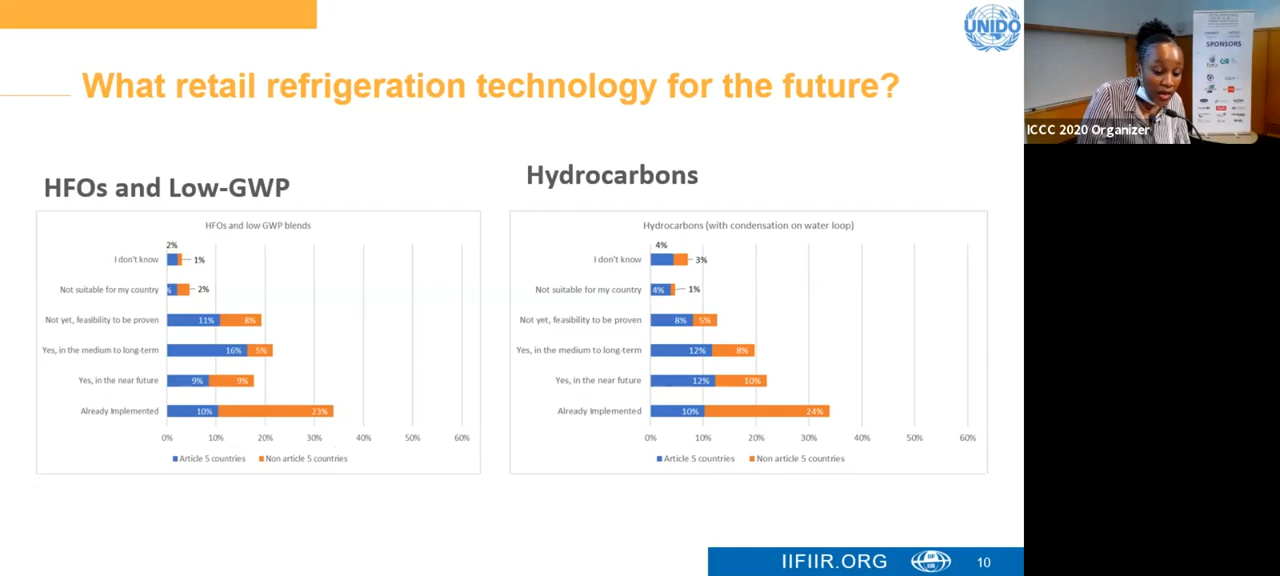 UNIDO
What retail refrigeration technology for the future?
SPONSORS
ICCC 2020 Organizer
HFOs and Low-GWP
HFOs and low GWP blends
2%
I don't know
1%
Not suitable for my country
%
2%
Not yet, feasibility to be proven
11%
8%
Yes, in the medium to long-term
16%
5%
Yes, in the near future
9%
9%
Already Implemented
10%
23%
0%
10%
20%
30%
40%
50%
60%
Article 5 countries
Non article 5 countries
Hydrocarbons
Hydrocarbons (with condensation on water loop)
4%
I don't know
3%
Not suitable for my country
4%
1%
Not yet, feasibility to be proven
8%
5%
Yes, in the medium to long-term
12%
8%
Yes, in the near future
12%
10%
Already Implemented
10%
24%
0%
10%
20%
30%
40%
50%
60%
Article 5 countries
Non article 5 countries
IIFIIR.ORG
IIF
IIR
10